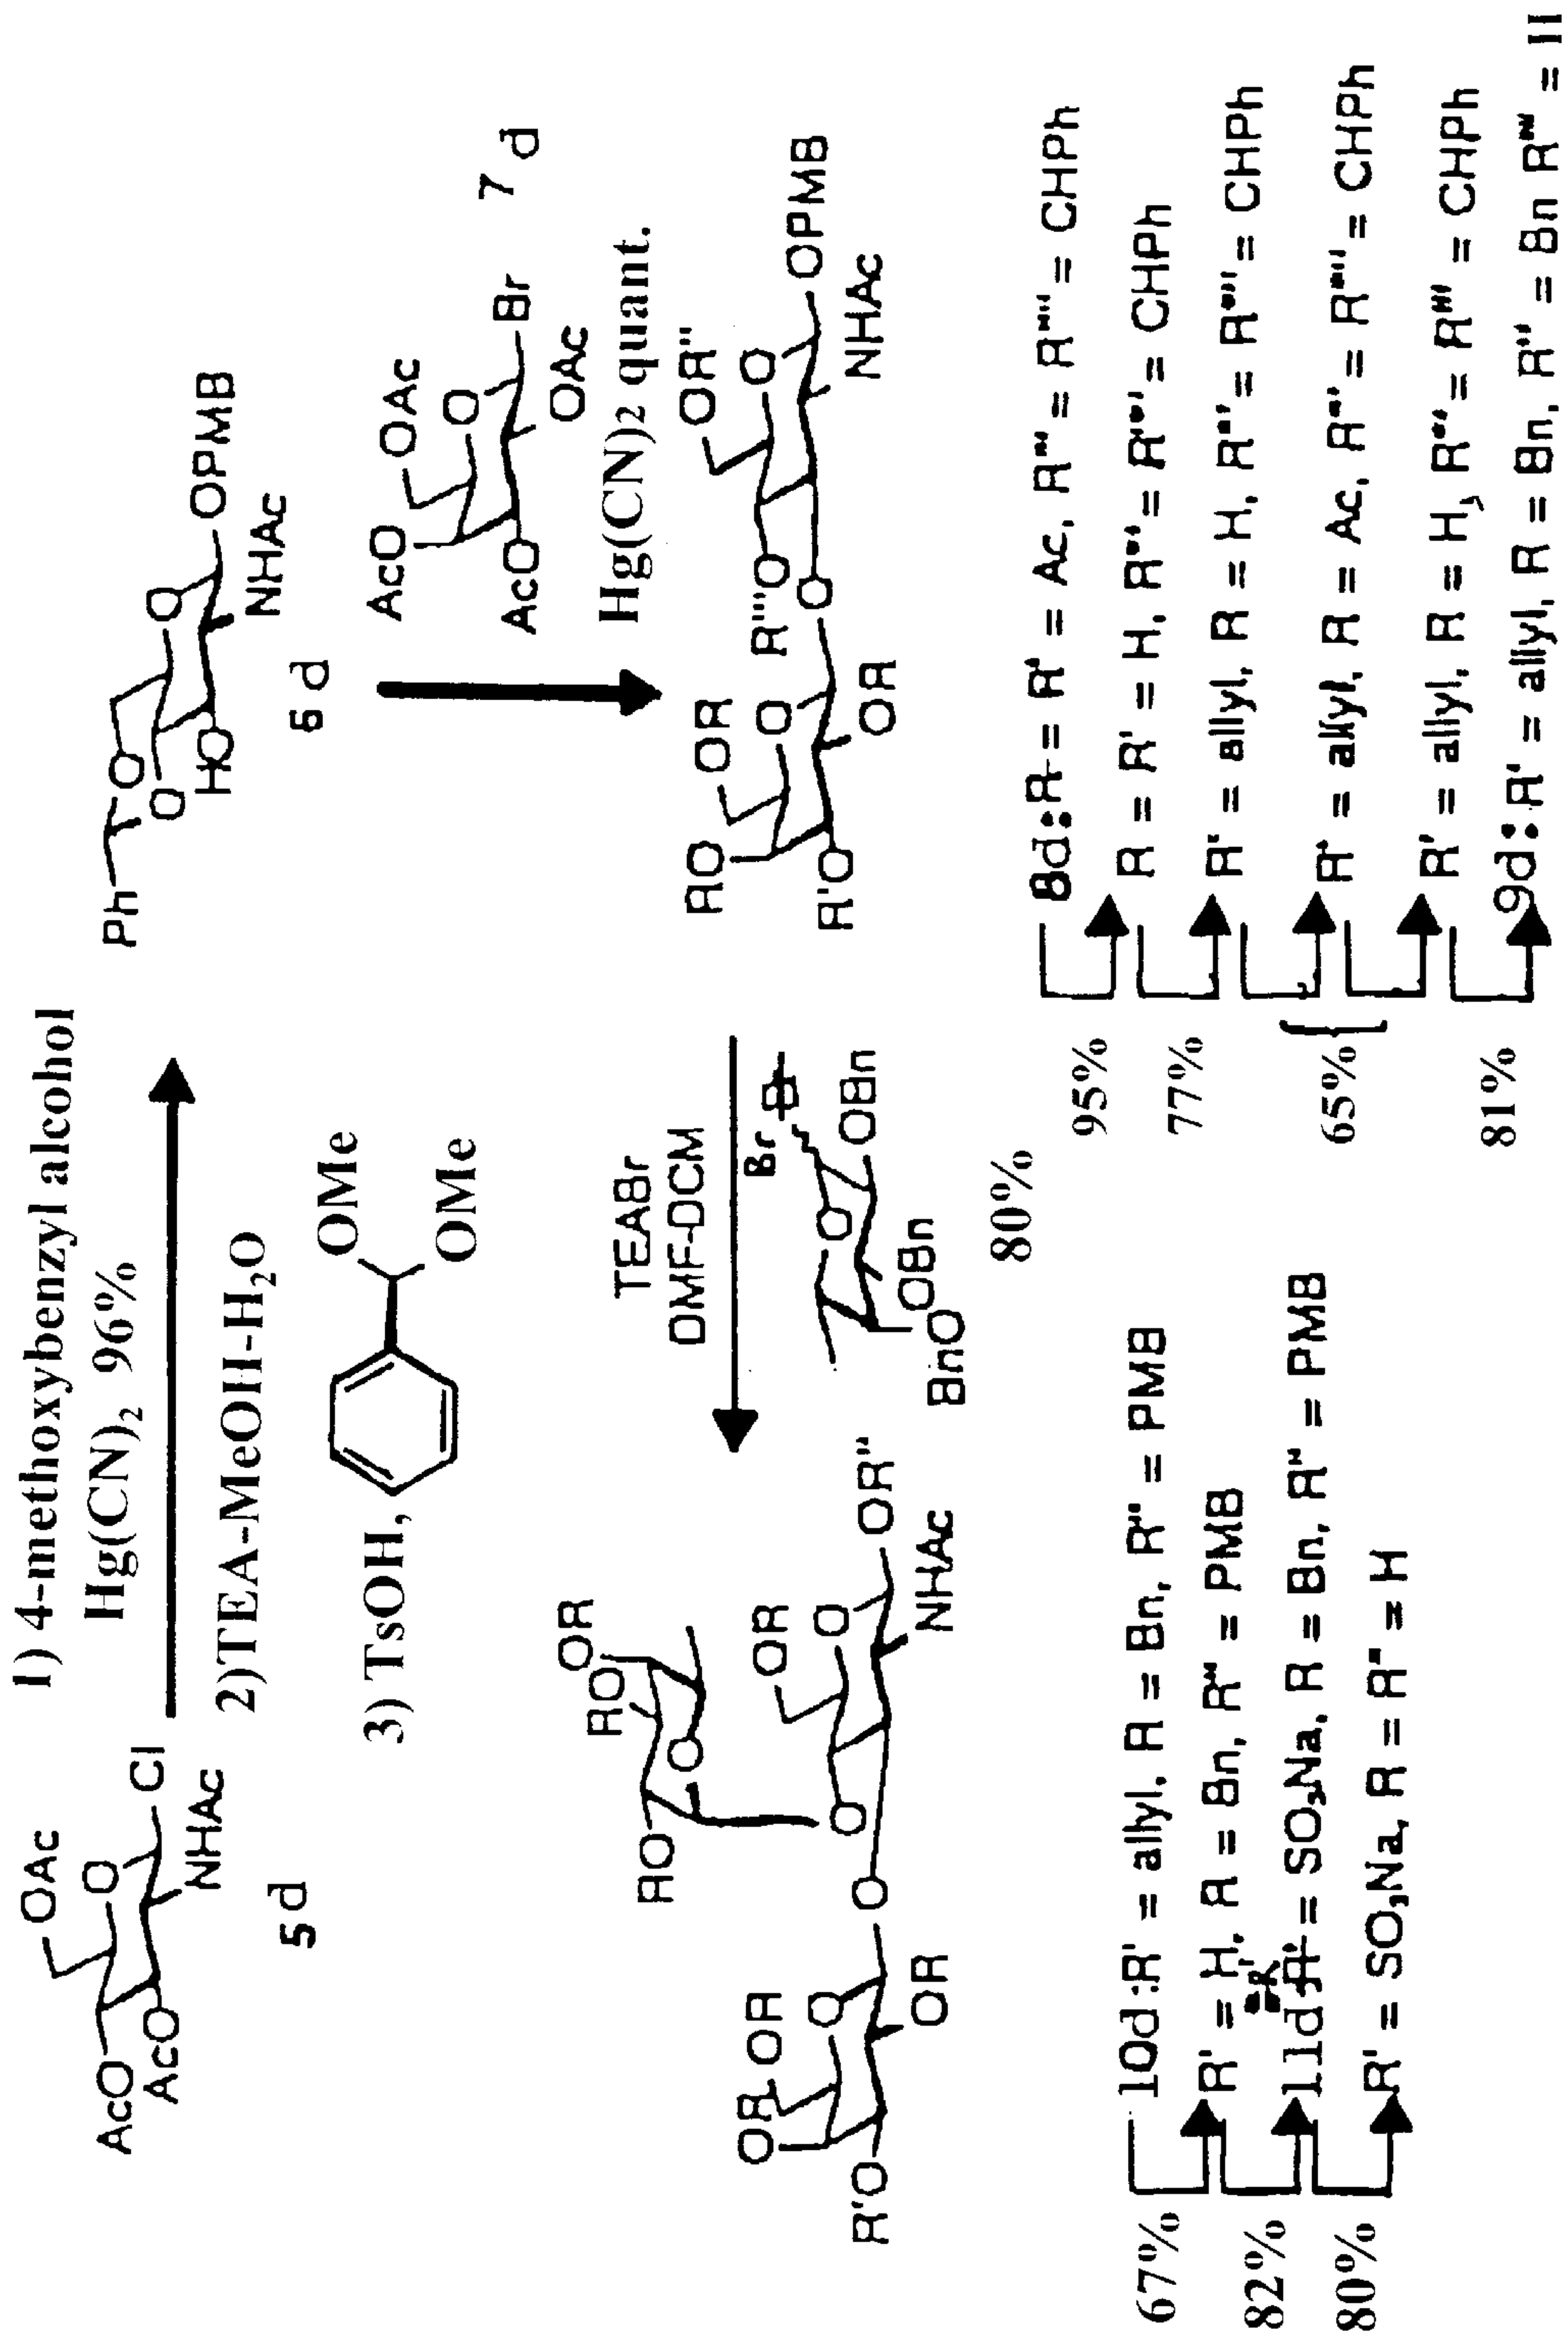 1) 4-methoxybenzyl alcohol
Hg(CN)₂ 96%
2)TEA-MeOH-H₂O
3) TsOH,
OMe
OMe
OAc
O
AcO
AcO
Cl
NHAc
5d
Ph
O
O
O
HO
OPMB
NHAc
AcO
OAc
O
AcO
Br
OAc
7 d
Hg(CN)₂ quant.
RO
OR
O
R'O
OR
R'''O
O
OR''
O
OPMB
NHAc
TEABr
DMF-DCM
Br
O
OBn
OBn
BnO
80%
OR
RO
O
RO
OR
O
OR''
NHAc
O
O
OR
OR
O
R'O
OR
8d: R = R' = Ac, R''' = R'''' = CHPh
95%
R = R' = H, R''' = R'''' = CHPh
77%
R' = allyl, R = H, R''' = R'''' = CHPh
R' = allyl, R = Ac, R''' = R'''' = CHPh
65%
R' = allyl, R = H, R''' = R'''' = CHPh
81%
9d: R' = allyl, R = Bn, R'' = Bn R''' = H
10d:R' = allyl, R = Bn, R'' = PMB
67%
R' = H, R = Bn, R'' = PMB
82%
11d R' = SO₃Na, R = Bn, R'' = PMB
80%
R' = SO₃Na, R = R'' = H